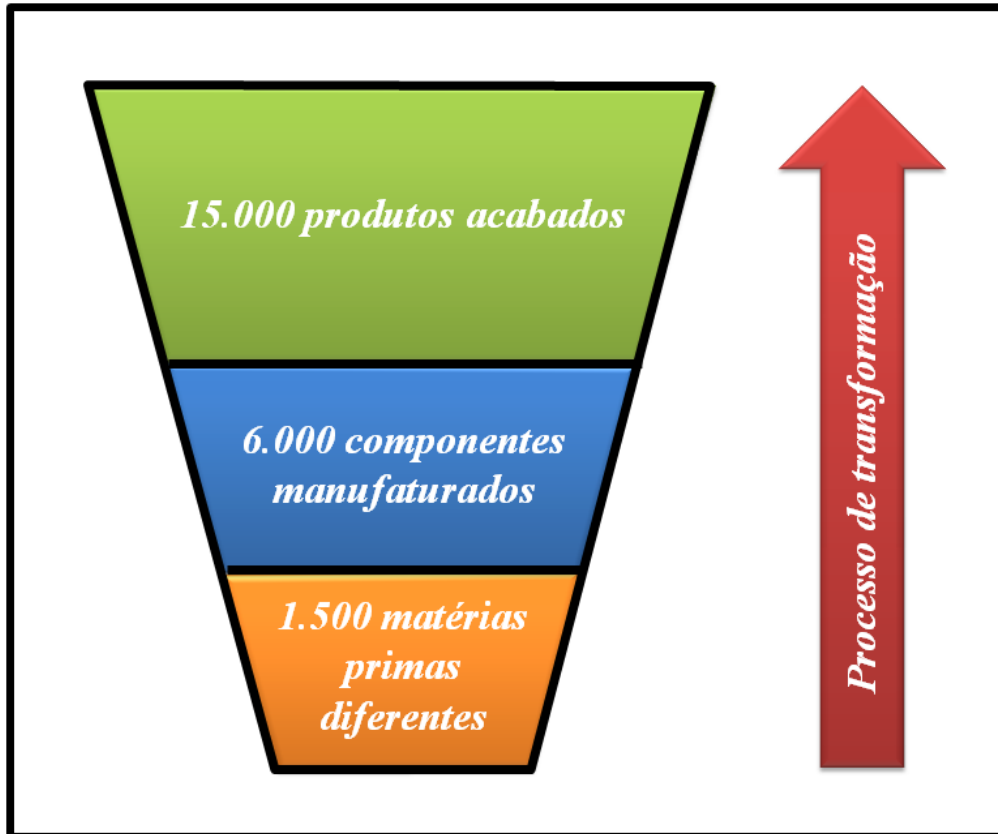 15.000 produtos acabados
6.000 componentes
manufaturados
1.500 matérias
primas
diferentes
Processo de transformação